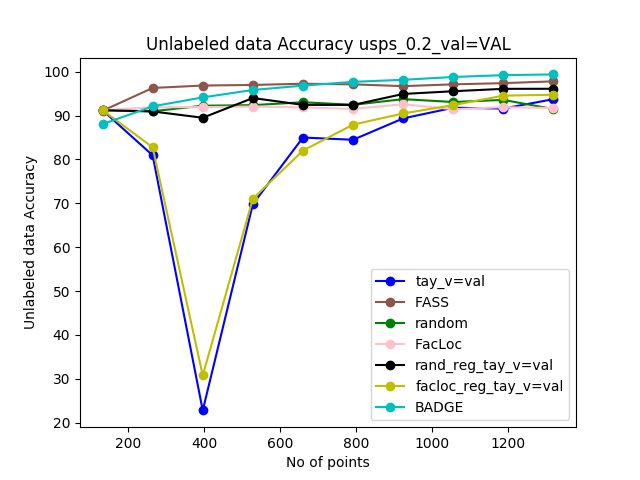 Unlabeled data Accuracy usps_0.2_val=VAL
100
90
80
70
60
50
40
30
20
Unlabeled data Accuracy
tay_v=val
FASS
random
FacLoc
rand_reg_tay_v=val
facloc_reg_tay_v=val
BADGE
200 400 600 800 1000 1200
No of points